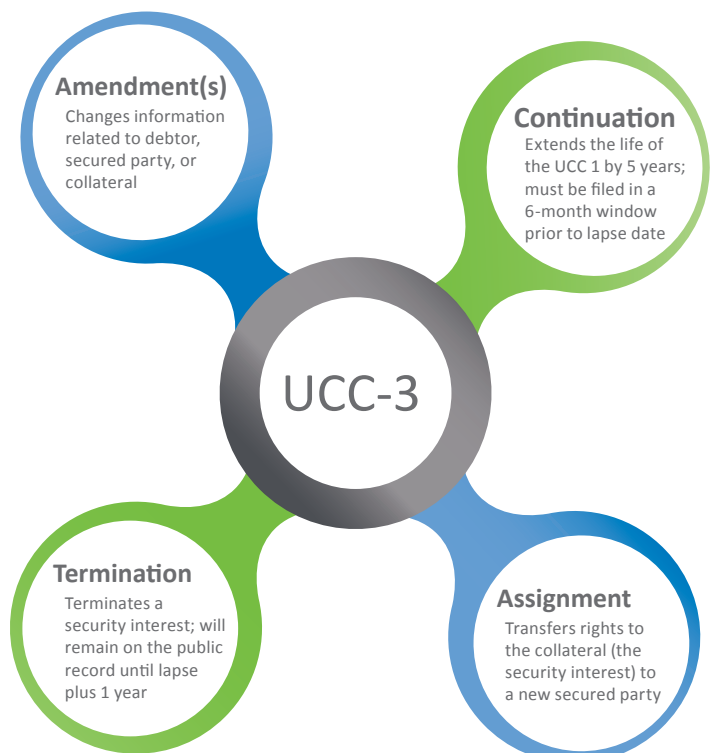 Amendment(s)
Changes information
related to debtor,
secured party, or
collateral
Continuation
Extends the life of
the UCC 1 by 5 years;
must be filed in a
6-month window
prior to lapse date
UCC-3
Termination
Terminates a
security interest; will
remain on the public
record until lapse
plus 1 year
Assignment
Transfers rights to
the collateral (the
security interest) to
a new secured party